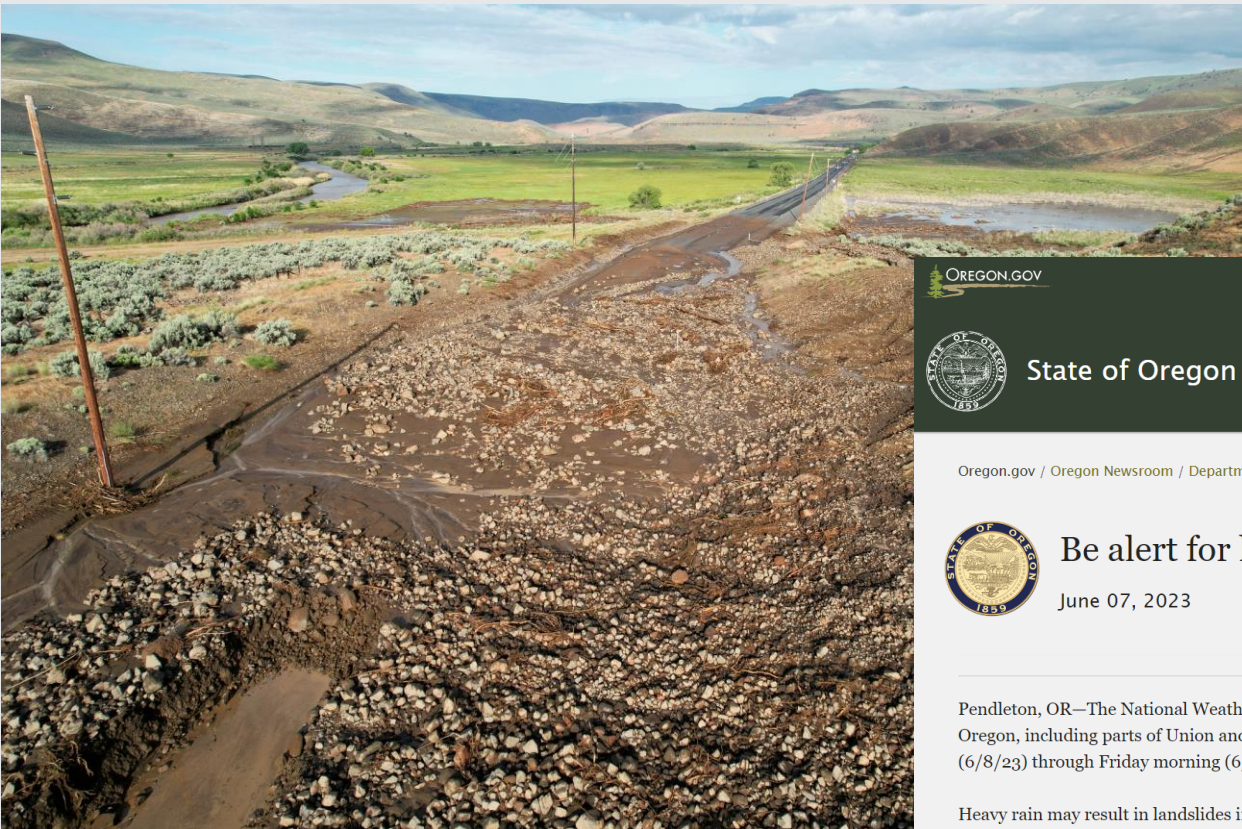 OREGON.GOV
STATE OF OREGON
1859
State of Oregon
Oregon.gov / Oregon Newsroom /
STATE OF OREGON
1859
Be alert for
June 07, 2023
Pendleton, OR—The National
Oregon, including parts of Union
(6/8/23) through Friday morning
Heavy rain may result in landslides